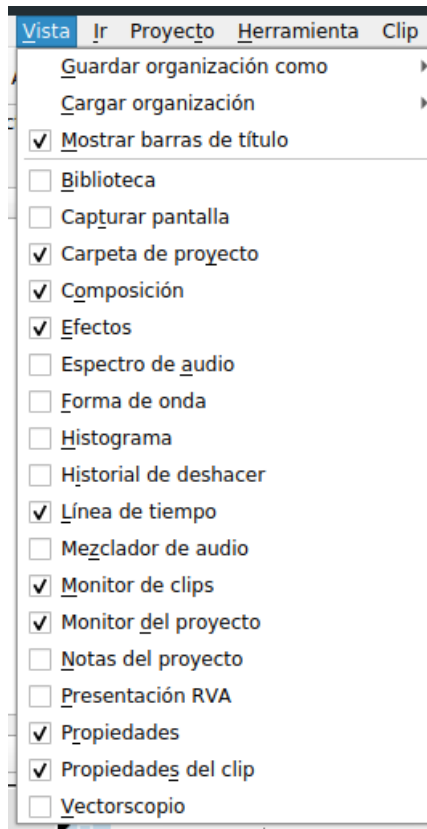 Vista Ir Proyecto Herramienta Clip
Guardar organización como
Cargar organización
Mostrar barras de título
Biblioteca
Capturar pantalla
Carpeta de proyecto
Composición
Efectos
Espectro de audio
Forma de onda
Histograma
Historial de deshacer
Línea de tiempo
Mezclador de audio
Monitor de clips
Monitor del proyecto
Notas del proyecto
Presentación RVA
Propiedades
Propiedades del clip
Vectorscopio